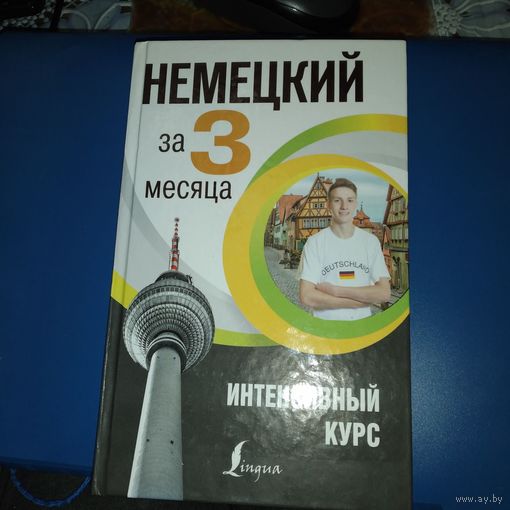 НЕМЕЦКИЙ
за 3
месяца
DEUTSCHLAND
ИНТЕНСИВНЫЙ
КУРС
Lingua
www.ay.by